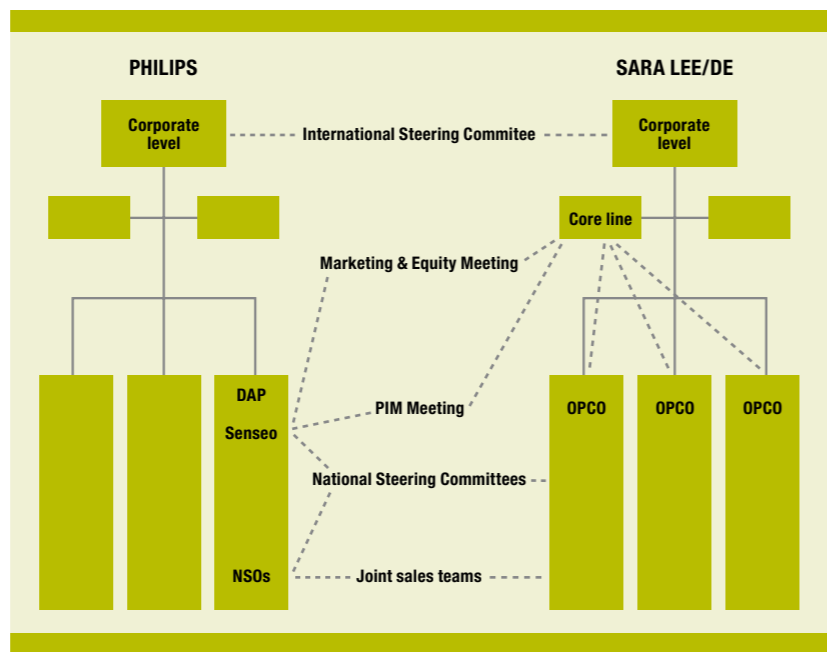 PHILIPS
SARA LEE/DE
Corporate
level
International Steering Commitee
Corporate
level
Core line
Marketing & Equity Meeting
DAP
Senseo
PIM Meeting
OPCO
OPCO
OPCO
National Steering Committees
NSOs
Joint sales teams